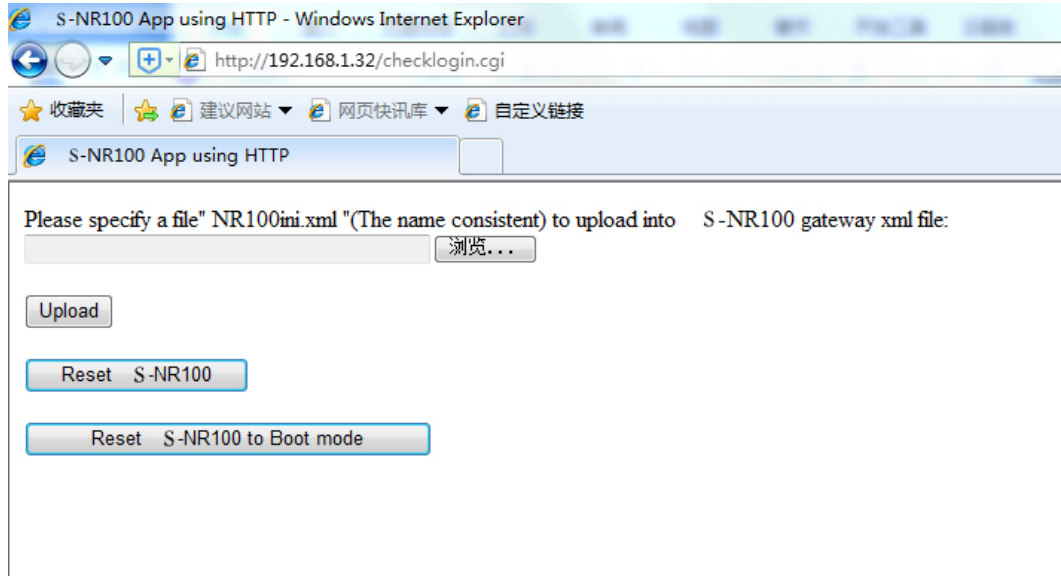 S-NR100 App using HTTP - Windows Internet Explorer
http://192.168.1.32/checklogin.cgi
收藏夹 建议网站 网页快讯库 自定义链接
S-NR100 App using HTTP
Please specify a file" NR100ini.xml "(The name consistent) to upload into S-NR100 gateway xml file:
浏览...
Upload
Reset S-NR100
Reset S-NR100 to Boot mode